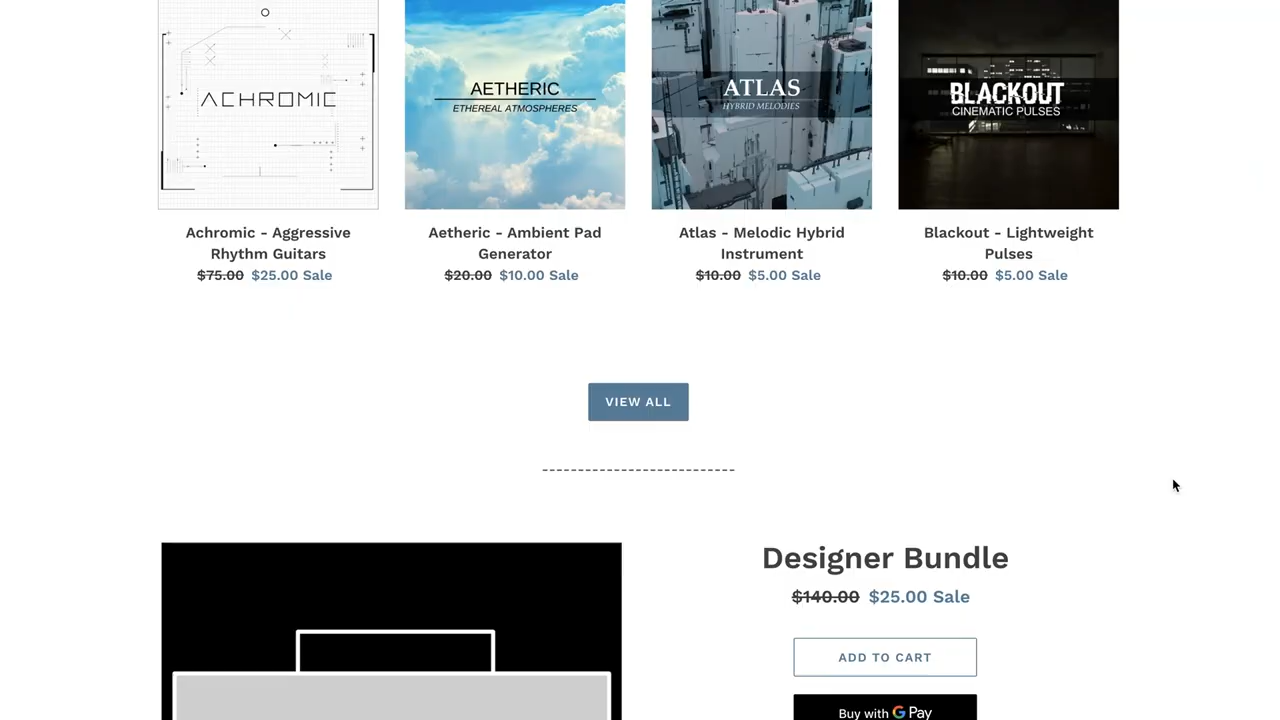 ACHROMIC
AETHERIC
ETHEREAL ATMOSPHERES
ATLAS
HYBRID MELODIES
BLACKOUT
CINEMATIC PULSES
Achromic - Aggressive
Rhythm Guitars
$75.00 $25.00 Sale
Aetheric - Ambient Pad
Generator
$20.00 $10.00 Sale
Atlas - Melodic Hybrid
Instrument
$10.00 $5.00 Sale
Blackout - Lightweight
Pulses
$10.00 $5.00 Sale
VIEW ALL
---------------------------
Designer Bundle
$140.00 $25.00 Sale
ADD TO CART
Buy with G Pay